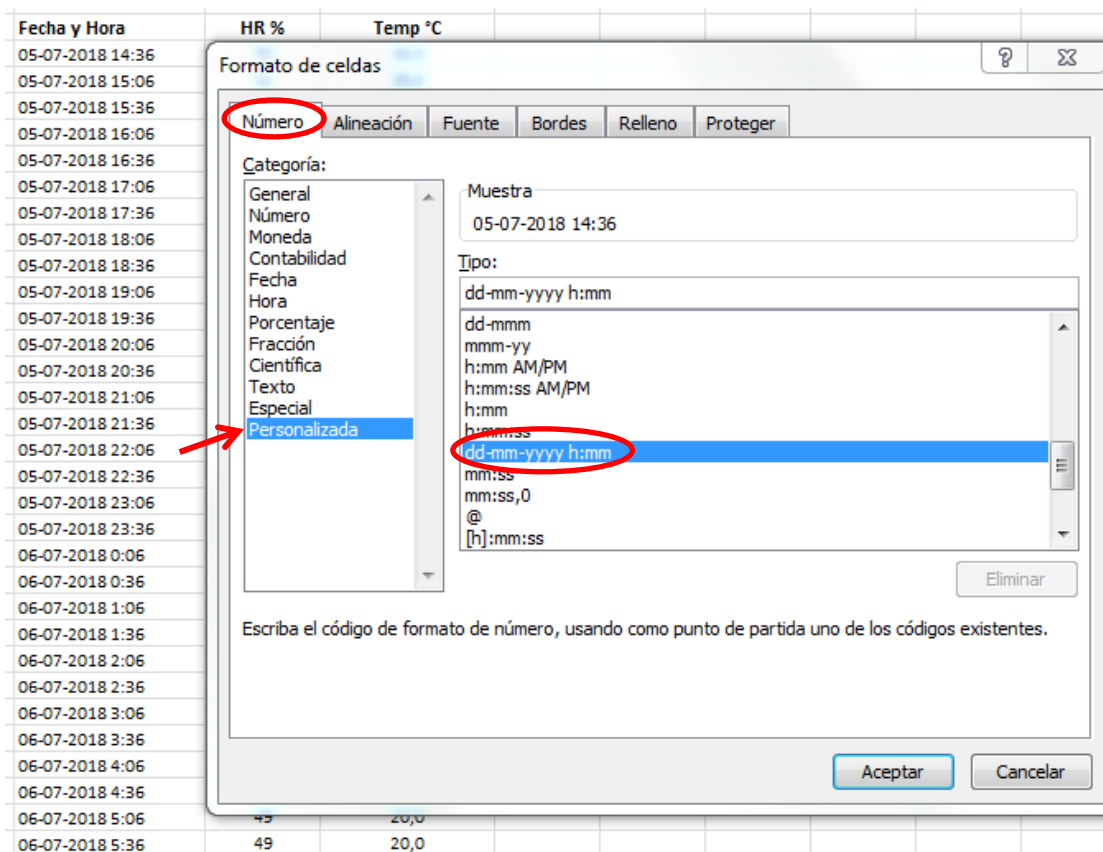 Fecha y Hora HR % Temp °C
05-07-2018 14:36
05-07-2018 15:06
05-07-2018 15:36
05-07-2018 16:06
05-07-2018 16:36
05-07-2018 17:06
05-07-2018 17:36
05-07-2018 18:06
05-07-2018 18:36
05-07-2018 19:06
05-07-2018 19:36
05-07-2018 20:06
05-07-2018 20:36
05-07-2018 21:06
05-07-2018 21:36
05-07-2018 22:06
05-07-2018 22:36
05-07-2018 23:06
05-07-2018 23:36
06-07-2018 0:06
06-07-2018 0:36
06-07-2018 1:06
06-07-2018 1:36
06-07-2018 2:06
06-07-2018 2:36
06-07-2018 3:06
06-07-2018 3:36
06-07-2018 4:06
06-07-2018 4:36
06-07-2018 5:06 49 20,0
06-07-2018 5:36 49 20,0
Formato de celdas
Número Alineación Fuente Bordes Relleno Proteger
Categoría:
General
Número
Moneda
Contabilidad
Fecha
Hora
Porcentaje
Fracción
Científica
Texto
Especial
Personalizada
Muestra
05-07-2018 14:36
Tipo:
dd-mm-yyyy h:mm
dd-mmm
mmm-yy
h:mm AM/PM
h:mm:ss AM/PM
h:mm
h:mm:ss
dd-mm-yyyy h:mm
mm:ss
mm:ss,0
@
[h]:mm:ss
Eliminar
Escriba el código de formato de número, usando como punto de partida uno de los códigos existentes.
Aceptar Cancelar